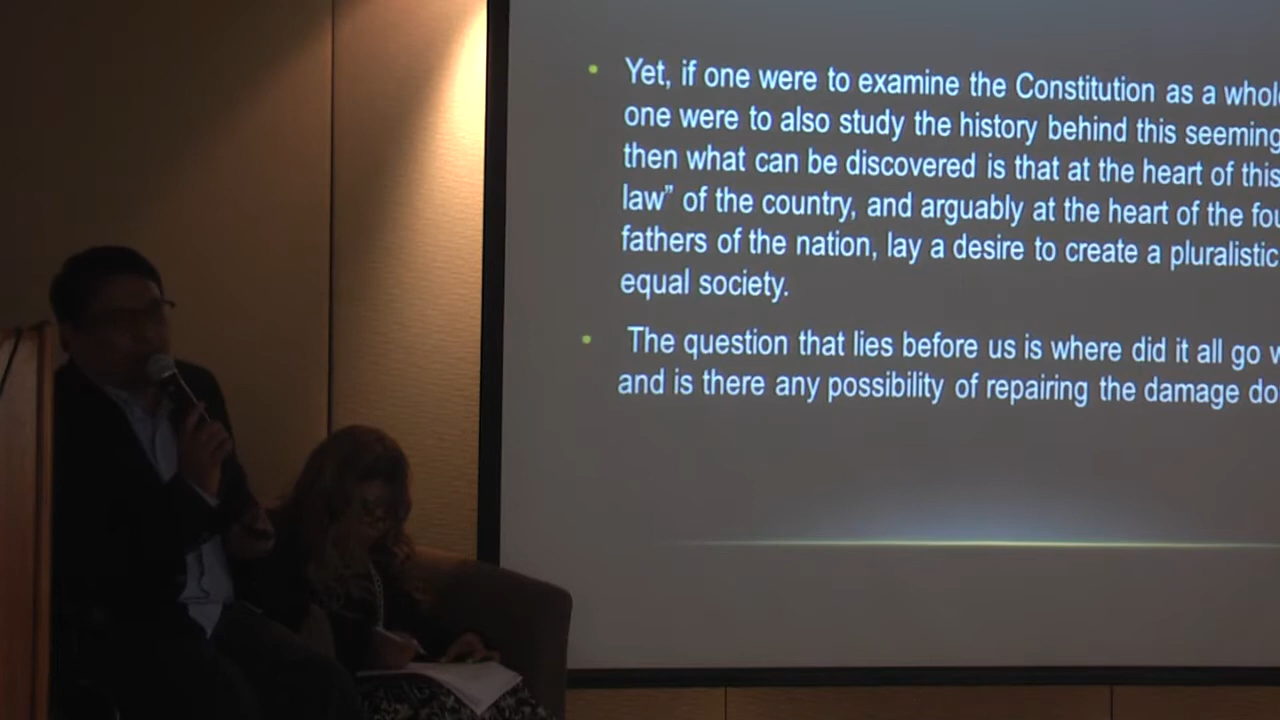 • Yet, if one were to examine the Constitution as a whol
one were to also study the history behind this seeming
then what can be discovered is that at the heart of this
law” of the country, and arguably at the heart of the fou
fathers of the nation, lay a desire to create a pluralistic
equal society.
• The question that lies before us is where did it all go w
and is there any possibility of repairing the damage do